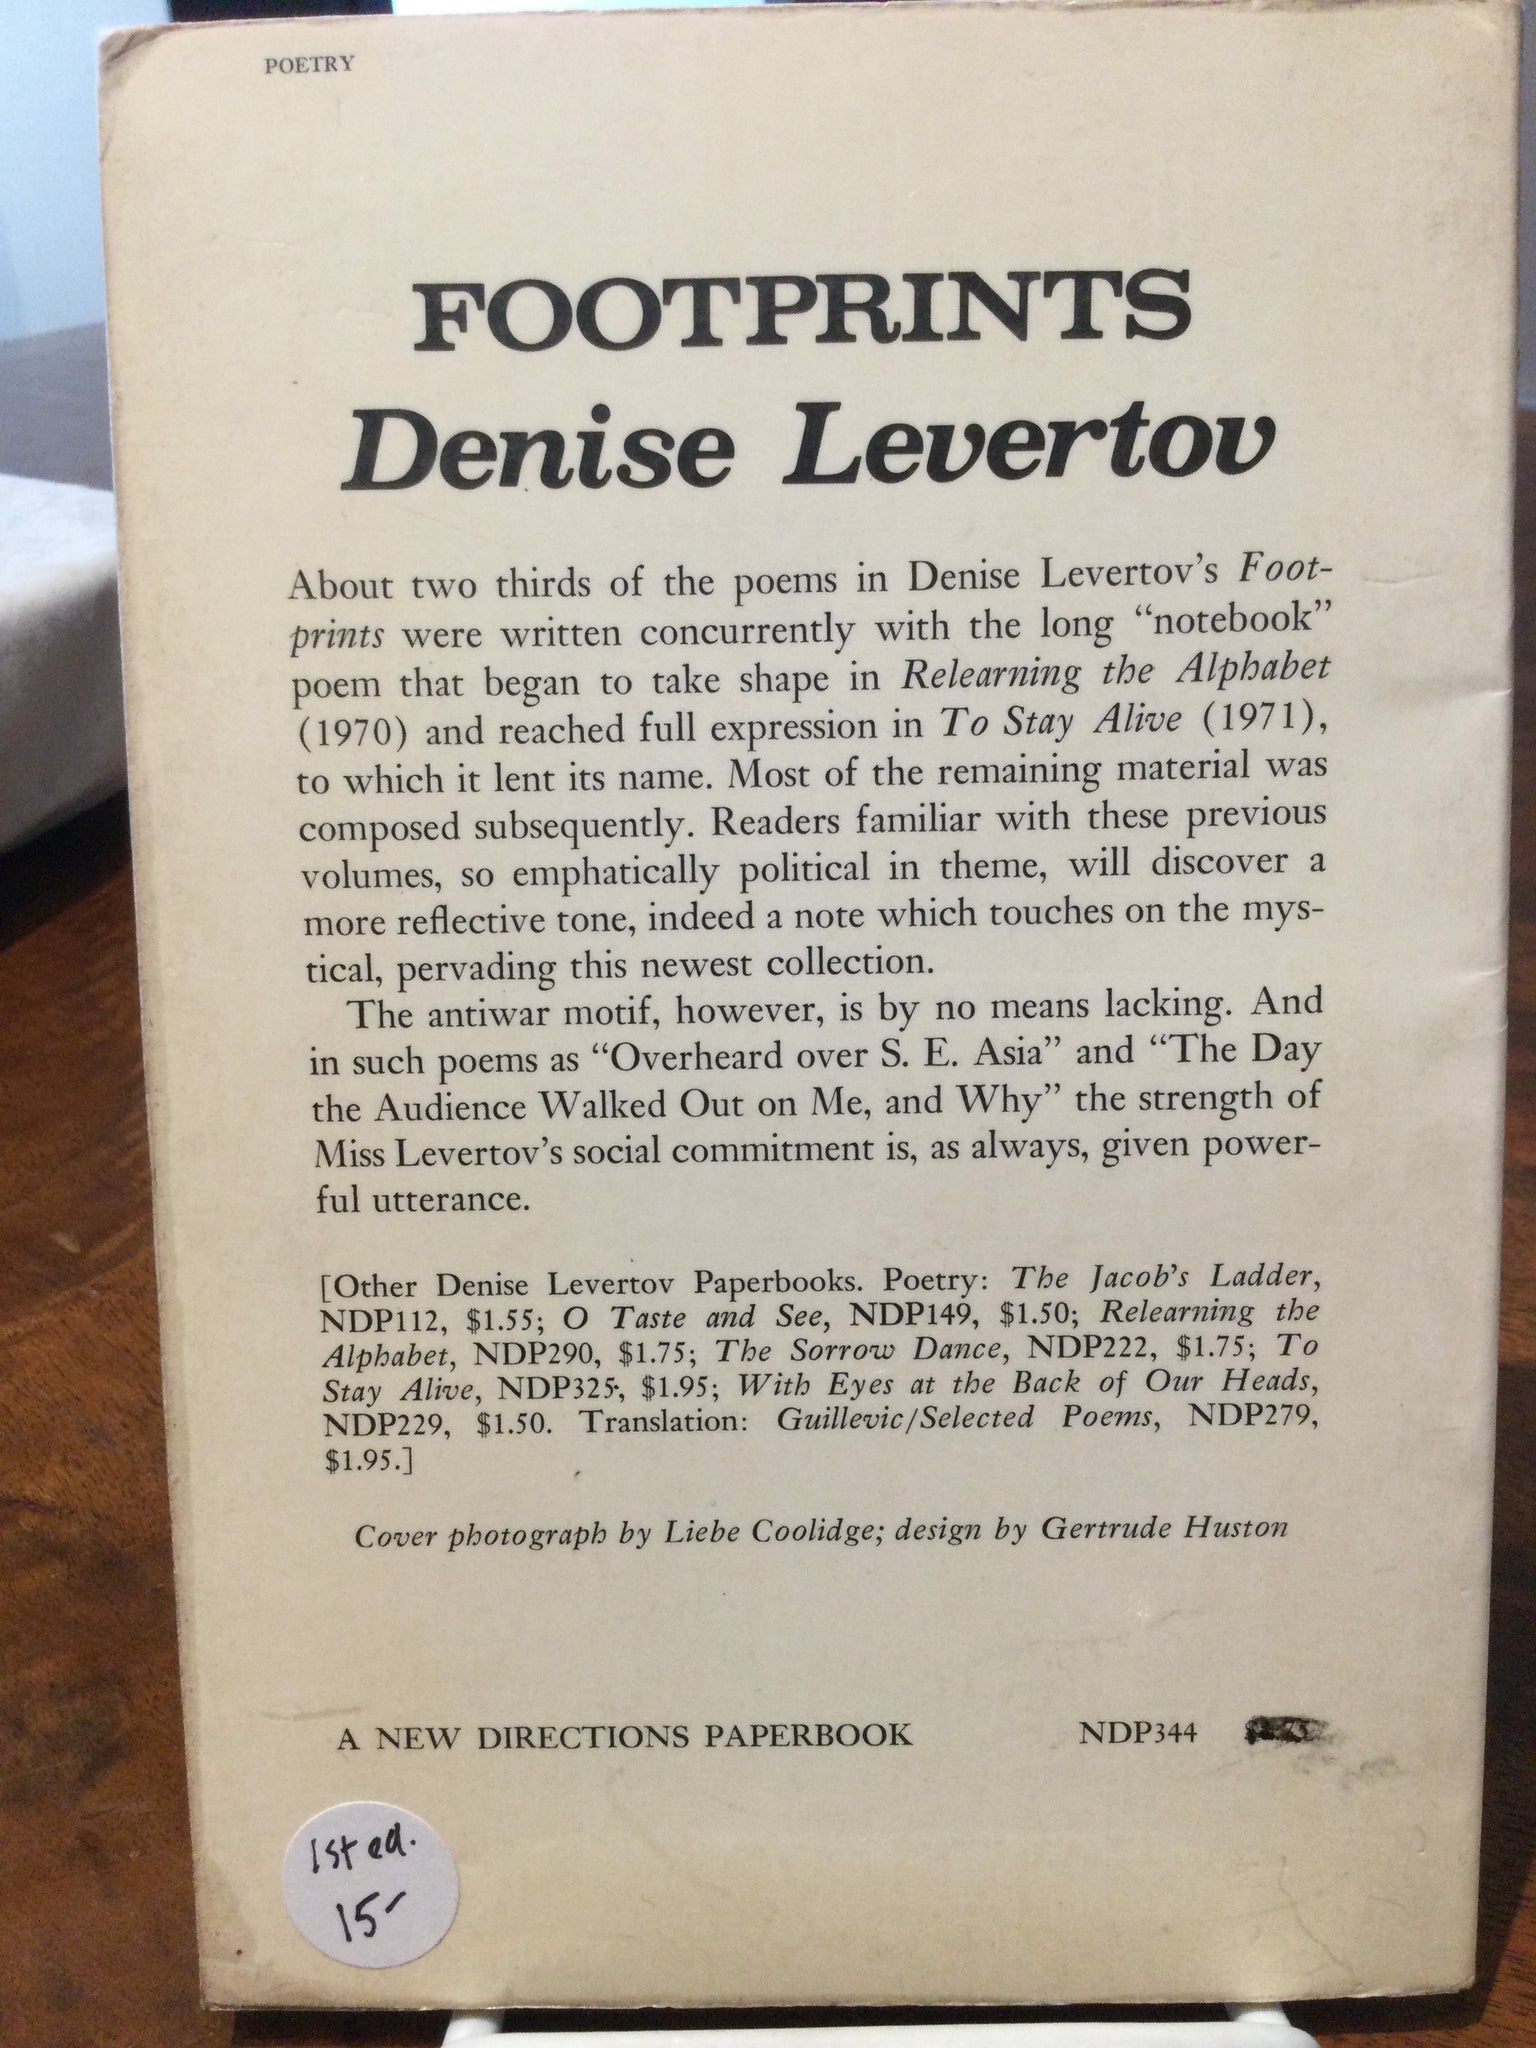 POETRY
FOOTPRINTS
Denise Levertov
About two thirds of the poems in Denise Levertov's Foot-
prints were written concurrently with the long “notebook”
poem that began to take shape in Relearning the Alphabet
(1970) and reached full expression in To Stay Alive (1971),
to which it lent its name. Most of the remaining material was
composed subsequently. Readers familiar with these previous
volumes, so emphatically political in theme, will discover a
more reflective tone, indeed a note which touches on the mys-
tical, pervading this newest collection.
The antiwar motif, however, is by no means lacking. And
in such poems as “Overheard over S. E. Asia” and “The Day
the Audience Walked Out on Me, and Why” the strength of
Miss Levertov's social commitment is, as always, given power-
ful utterance.
[Other Denise Levertov Paperbooks. Poetry: The Jacob's Ladder,
NDP112, $1.55; O Taste and See, NDP149, $1.50; Relearning the
Alphabet, NDP290, $1.75; The Sorrow Dance, NDP222, $1.75; To
Stay Alive, NDP325, $1.95; With Eyes at the Back of Our Heads,
NDP229, $1.50. Translation: Guillevic/Selected Poems, NDP279,
$1.95.]
Cover photograph by Liebe Coolidge; design by Gertrude Huston
A NEW DIRECTIONS PAPERBOOK NDP344
1st ed.
15-